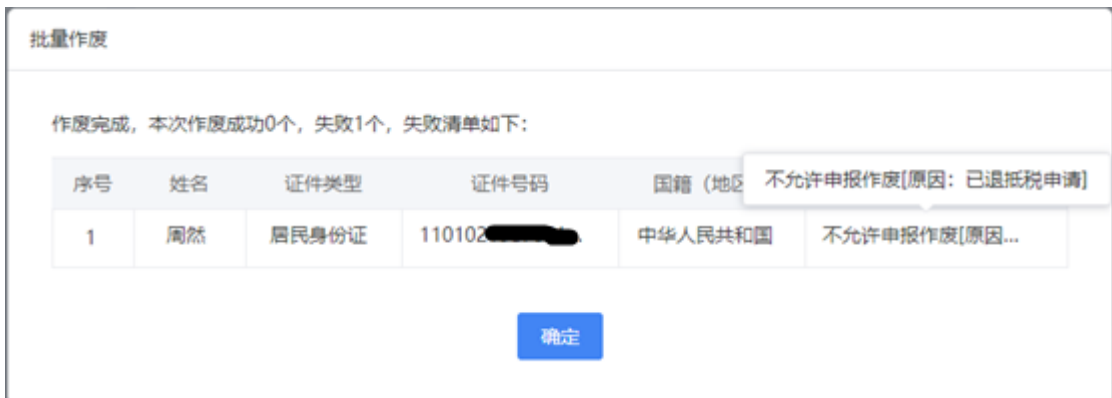 批量作废
作废完成，本次作废成功0个，失败1个，失败清单如下：
序号 姓名 证件类型 证件号码 国籍（地区 不允许申报作废[原因：已退抵税申请]
1 周然 居民身份证 110102 中华人民共和国 不允许申报作废[原因...
确定